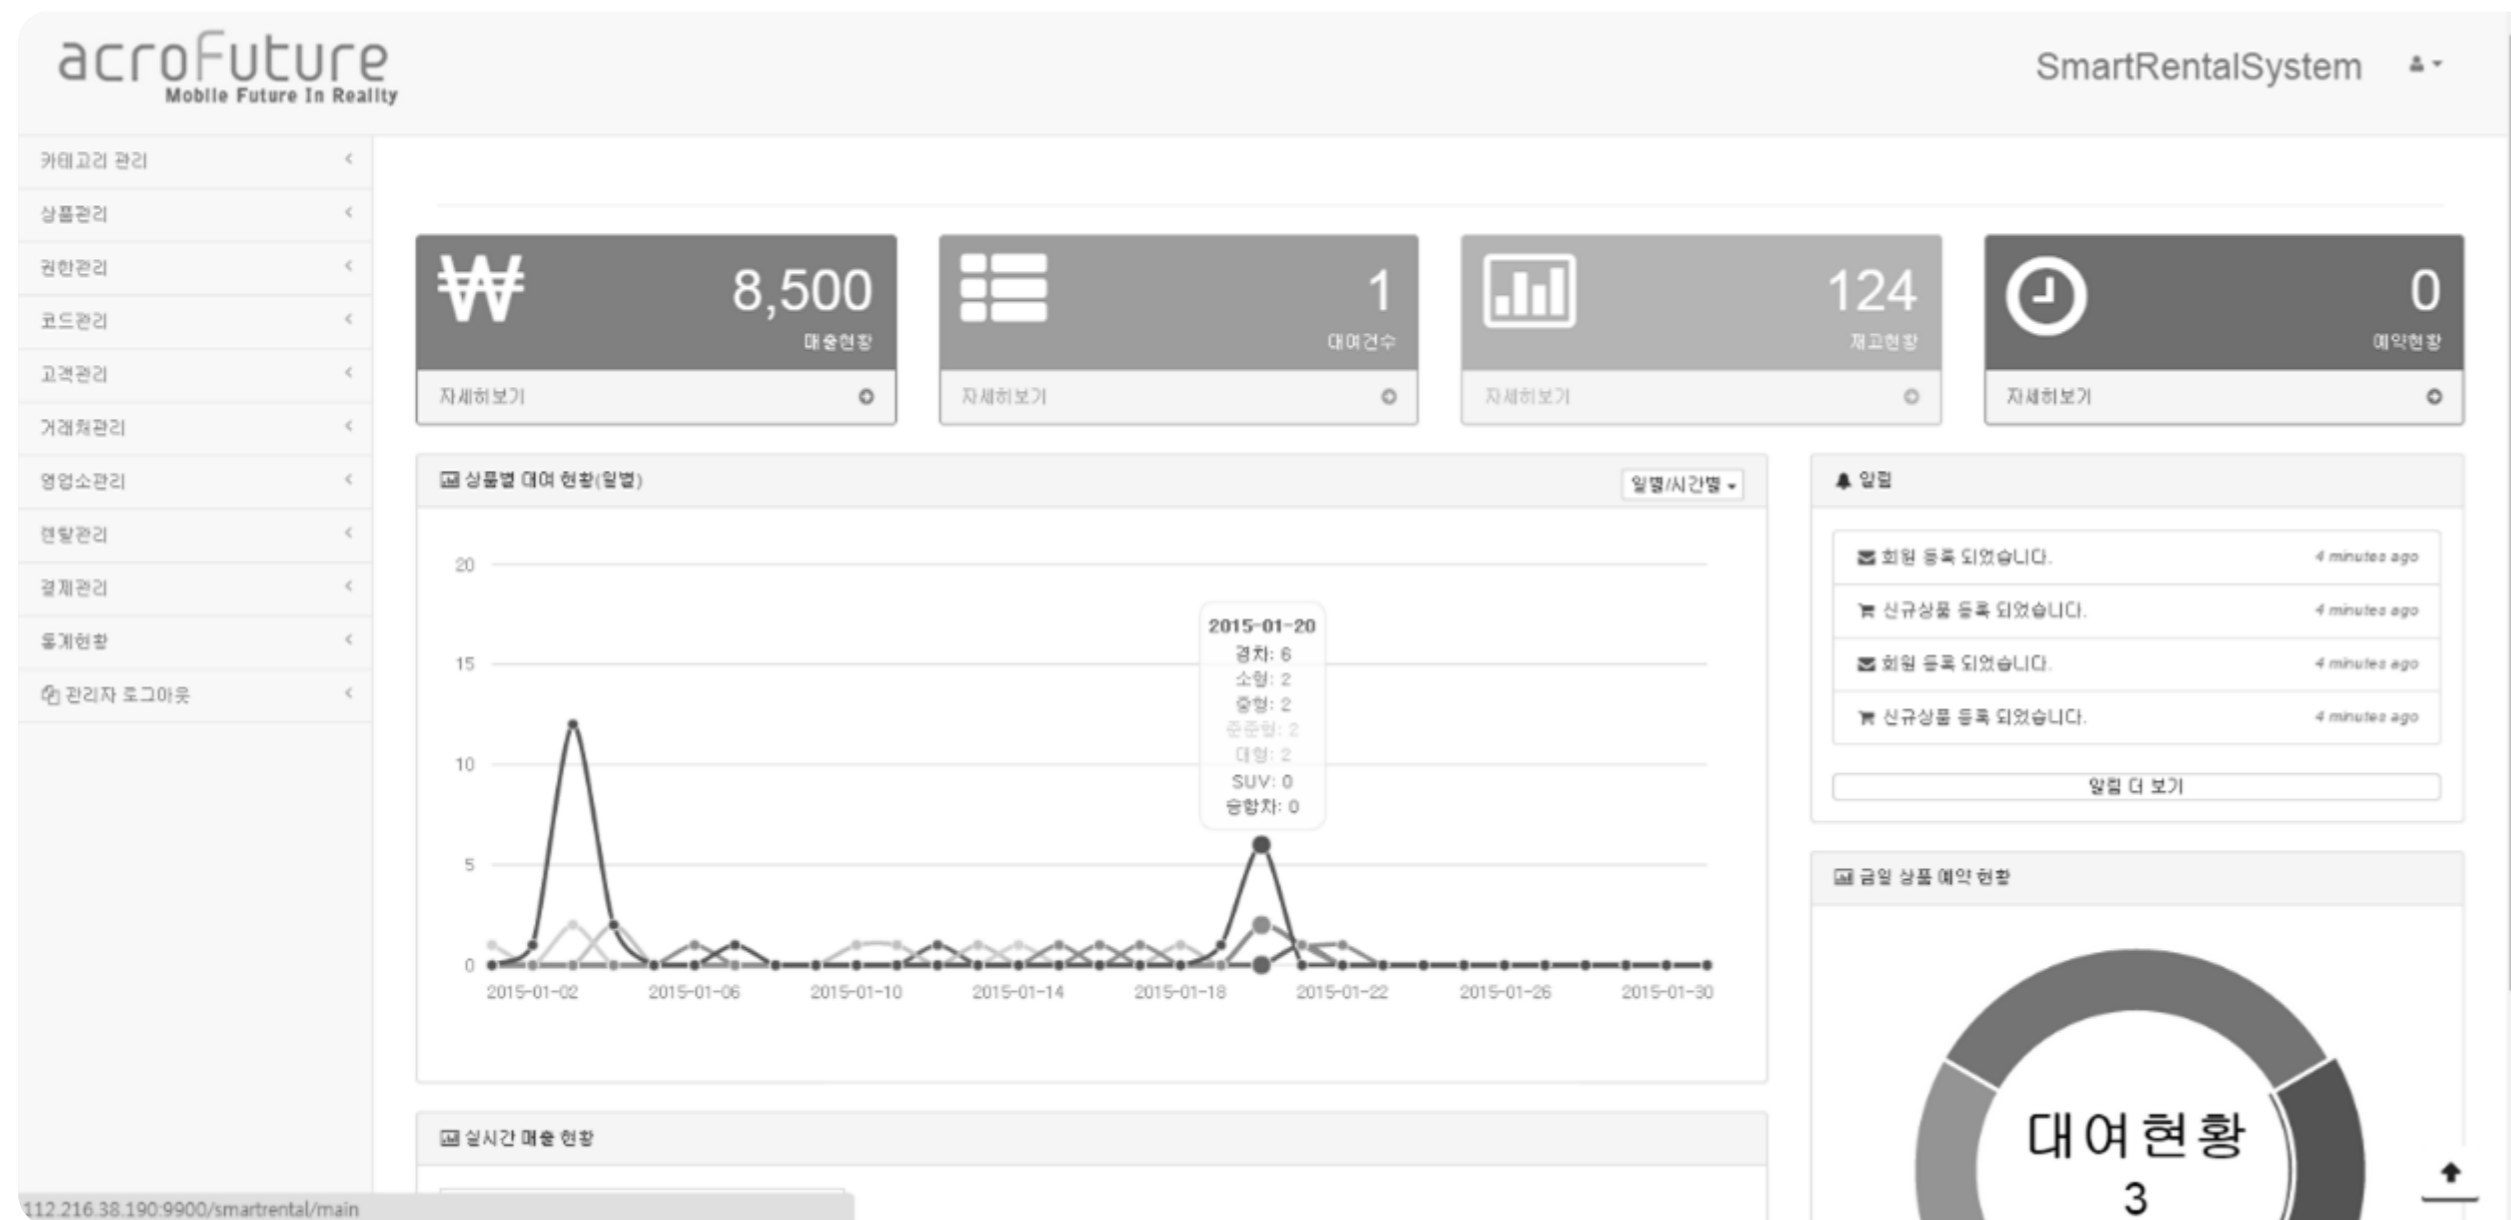 acroFuture
Mobile Future In Reality
SmartRentalSystem
카테고리 관리
상품관리
권한관리
코드관리
고객관리
거래처관리
영업소관리
렌탈관리
결제관리
통계현황
관리자 로그아웃
8,500
매출현황
자세히보기
1
대여건수
자세히보기
124
재고현황
자세히보기
0
예약현황
자세히보기
상품별 대여 현황(일별)
일별/시간별
20
15
10
5
0
2015-01-20
경차: 6
소형: 2
중형: 2
준준형: 2
대형: 2
SUV: 0
승합차: 0
2015-01-02
2015-01-06
2015-01-10
2015-01-14
2015-01-18
2015-01-22
2015-01-26
2015-01-30
알림
회원 등록 되었습니다. 4 minutes ago
신규상품 등록 되었습니다. 4 minutes ago
회원 등록 되었습니다. 4 minutes ago
신규상품 등록 되었습니다. 4 minutes ago
알림 더 보기
금일 상품 예약 현황
대여현황
3
실시간 매출 현황
112.216.38.190:9900/smartrental/main